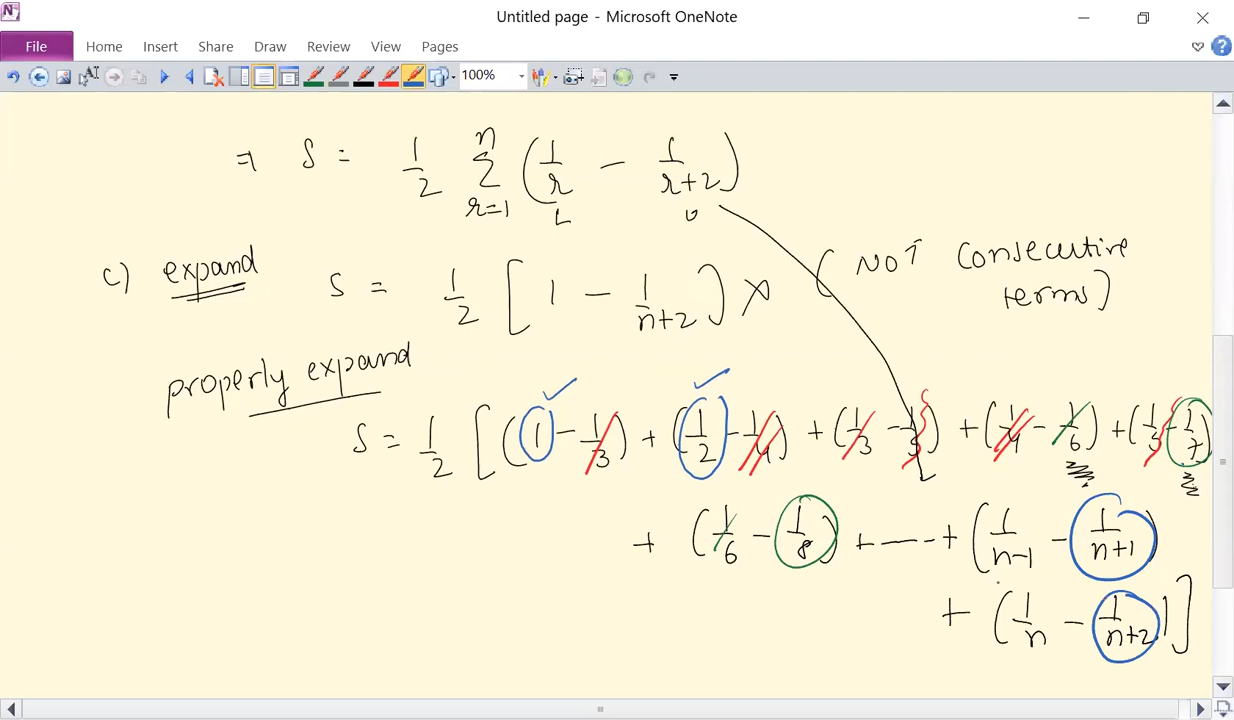 Untitled page - Microsoft OneNote
File Home Insert Share Draw Review View Pages
100%
⇒ S = 1/2 Σ_{r=1}^{n} (1/r - 1/(r+2))
L U
c) expand S = 1/2 [1 - 1/(n+2)] × (NOT consecutive
terms)
properly expand
S = 1/2 [(1 - 1/3) + (1/2 - 1/4) + (1/3 - 1/5) + (1/4 - 1/6) + (1/5 - 1/7)
+ (1/6 - 1/8) + ---- + (1/(n-1) - 1/(n+1))
+ (1/n - 1/(n+2))]